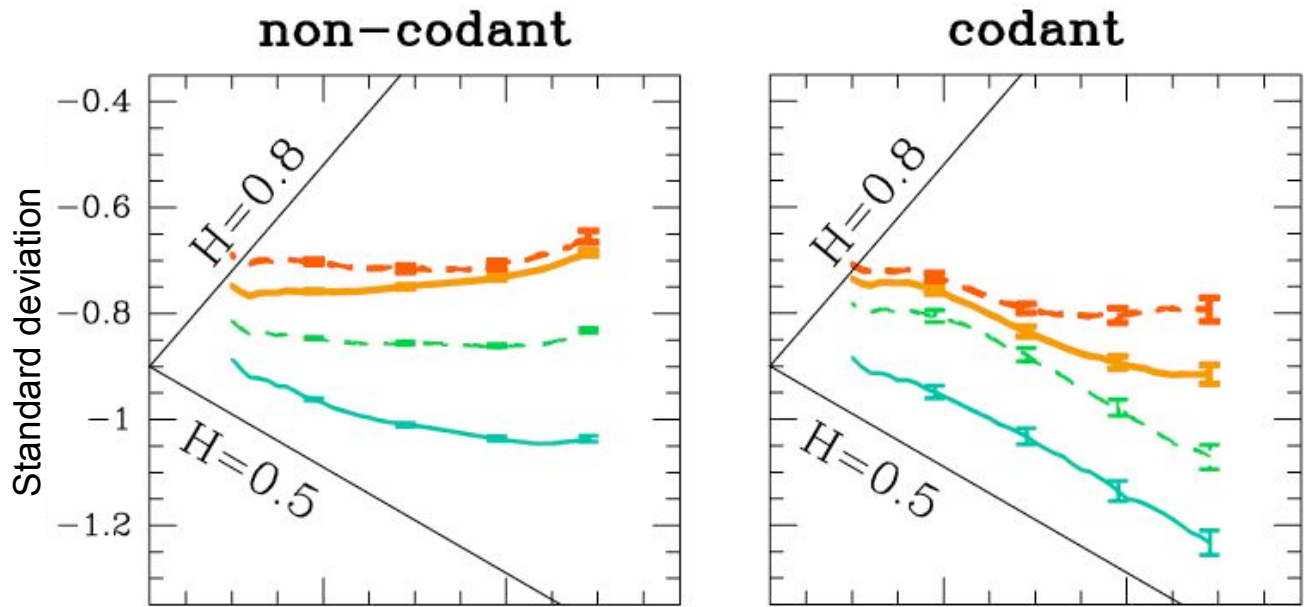 non-codant
codant
Standard deviation
-0.4
-0.6
-0.8
-1
-1.2
H=0.8
H=0.5
H=0.8
H=0.5